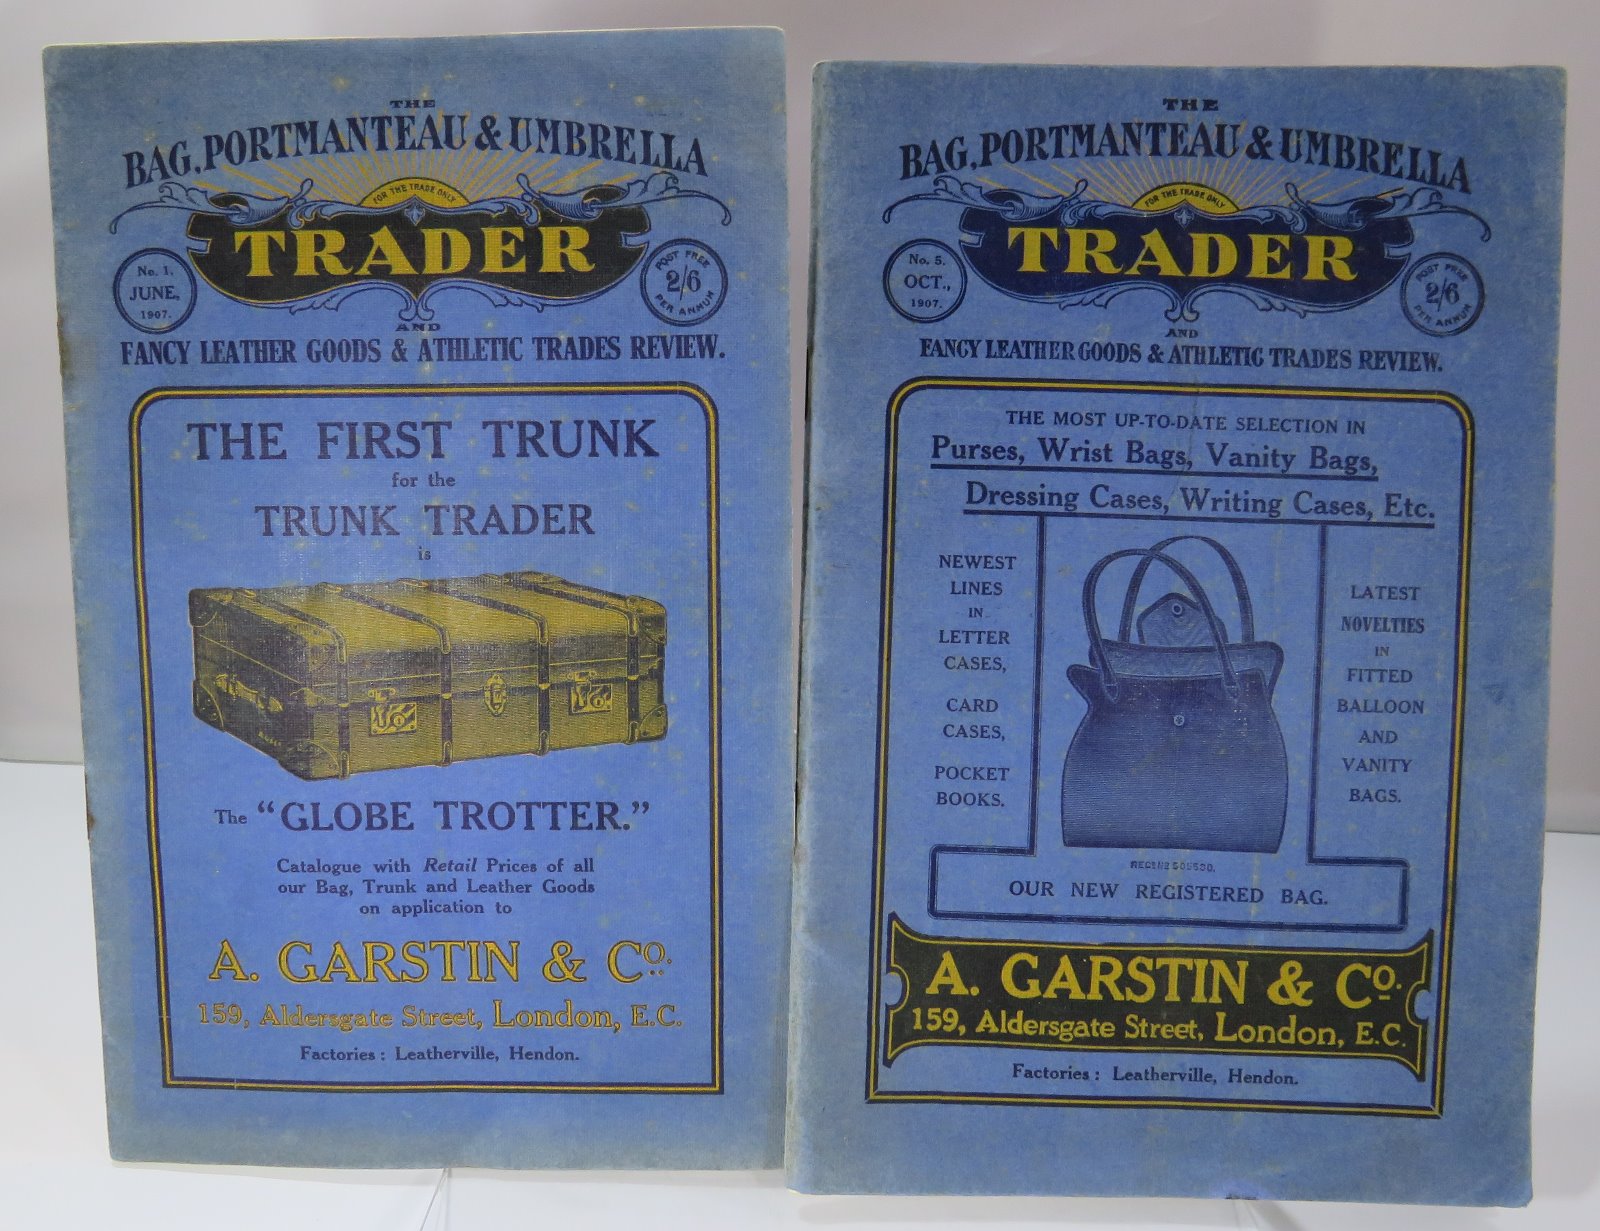 THE
BAG, PORTMANTEAU & UMBRELLA
FOR THE TRADE ONLY
TRADER
No. 1.
JUNE,
1907.
POST FREE
2/6
PER ANNUM
AND
FANCY LEATHER GOODS & ATHLETIC TRADES REVIEW.
THE FIRST TRUNK
for the
TRUNK TRADER
is
The "GLOBE TROTTER."
Catalogue with Retail Prices of all
our Bag, Trunk and Leather Goods
on application to
A. GARSTIN & Co.
159, Aldersgate Street, London, E.C.
Factories: Leatherville, Hendon.
THE
BAG, PORTMANTEAU & UMBRELLA
FOR THE TRADE ONLY
TRADER
No. 5.
OCT.,
1907.
POST FREE
2/6
PER ANNUM
AND
FANCY LEATHER GOODS & ATHLETIC TRADES REVIEW.
THE MOST UP-TO-DATE SELECTION IN
Purses, Wrist Bags, Vanity Bags,
Dressing Cases, Writing Cases, Etc.
NEWEST
LINES
IN
LETTER
CASES,
CARD
CASES,
POCKET
BOOKS.
LATEST
NOVELTIES
IN
FITTED
BALLOON
AND
VANITY
BAGS.
OUR NEW REGISTERED BAG.
A. GARSTIN & Co.
159, Aldersgate Street, London, E.C.
Factories: Leatherville, Hendon.